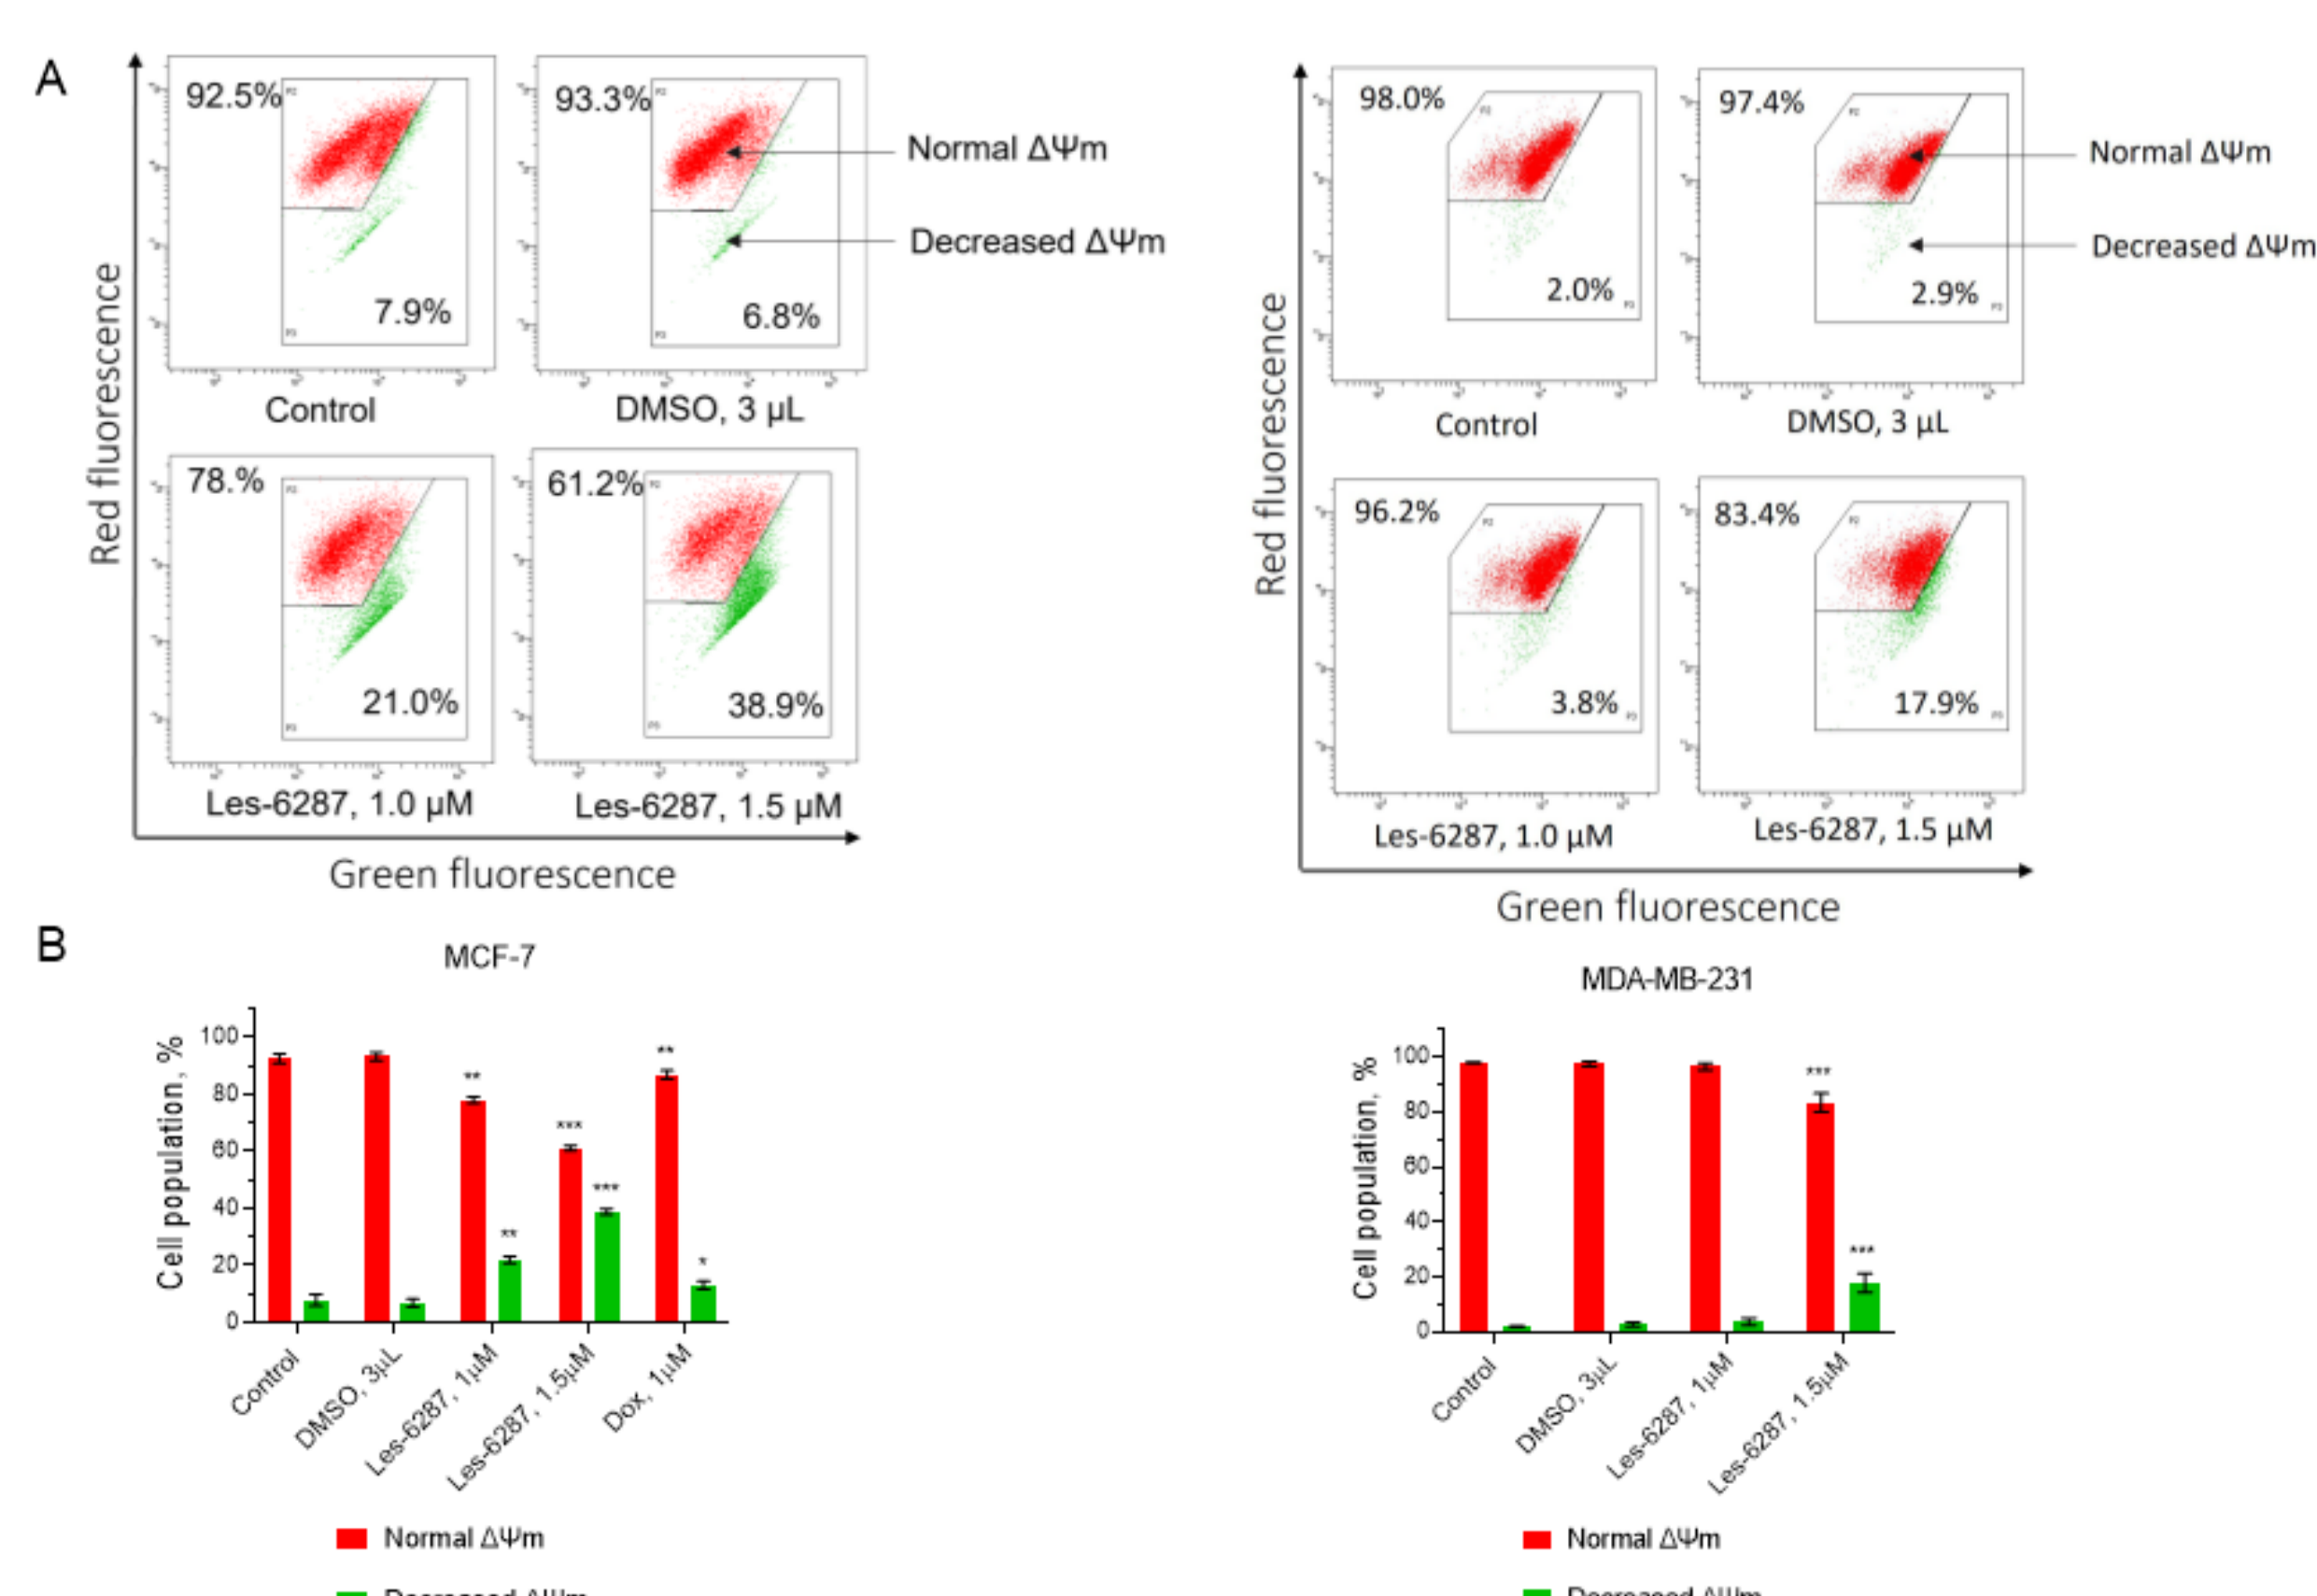 A
92.5%
93.3%
Normal ΔΨm
Decreased ΔΨm
7.9%
6.8%
Control
DMSO, 3 µL
78.%
61.2%
21.0%
38.9%
Les-6287, 1.0 µM
Les-6287, 1.5 µM
Red fluorescence
Green fluorescence
98.0%
97.4%
Normal ΔΨm
Decreased ΔΨm
2.0%
2.9%
Control
DMSO, 3 µL
96.2%
83.4%
3.8%
17.9%
Les-6287, 1.0 µM
Les-6287, 1.5 µM
Red fluorescence
Green fluorescence
B
MCF-7
Cell population, %
100
80
60
40
20
0
**
**
***
***
**
*
Control
DMSO, 3µL
Les-6287, 1µM
Les-6287, 1.5µM
Dox, 1µM
Normal ΔΨm
Decreased ΔΨm
MDA-MB-231
Cell population, %
100
80
60
40
20
0
***
***
Control
DMSO, 3µL
Les-6287, 1µM
Les-6287, 1.5µM
Normal ΔΨm
Decreased ΔΨm